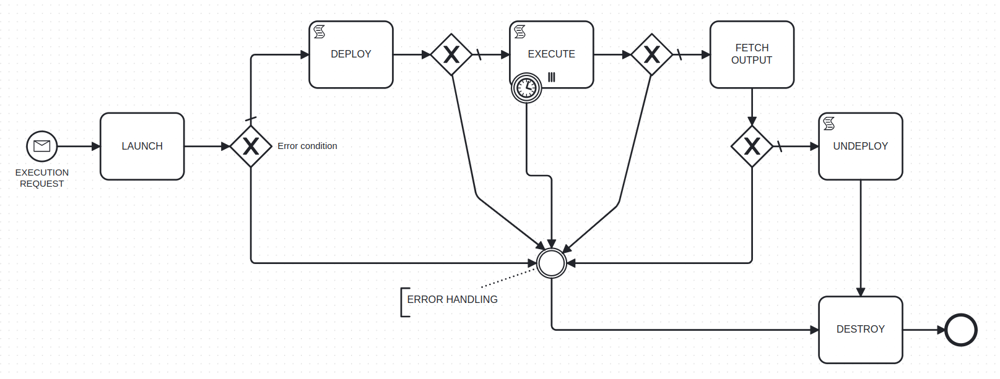 DEPLOY
EXECUTE
FETCH
OUTPUT
LAUNCH
Error condition
UNDEPLOY
EXECUTION
REQUEST
ERROR HANDLING
DESTROY